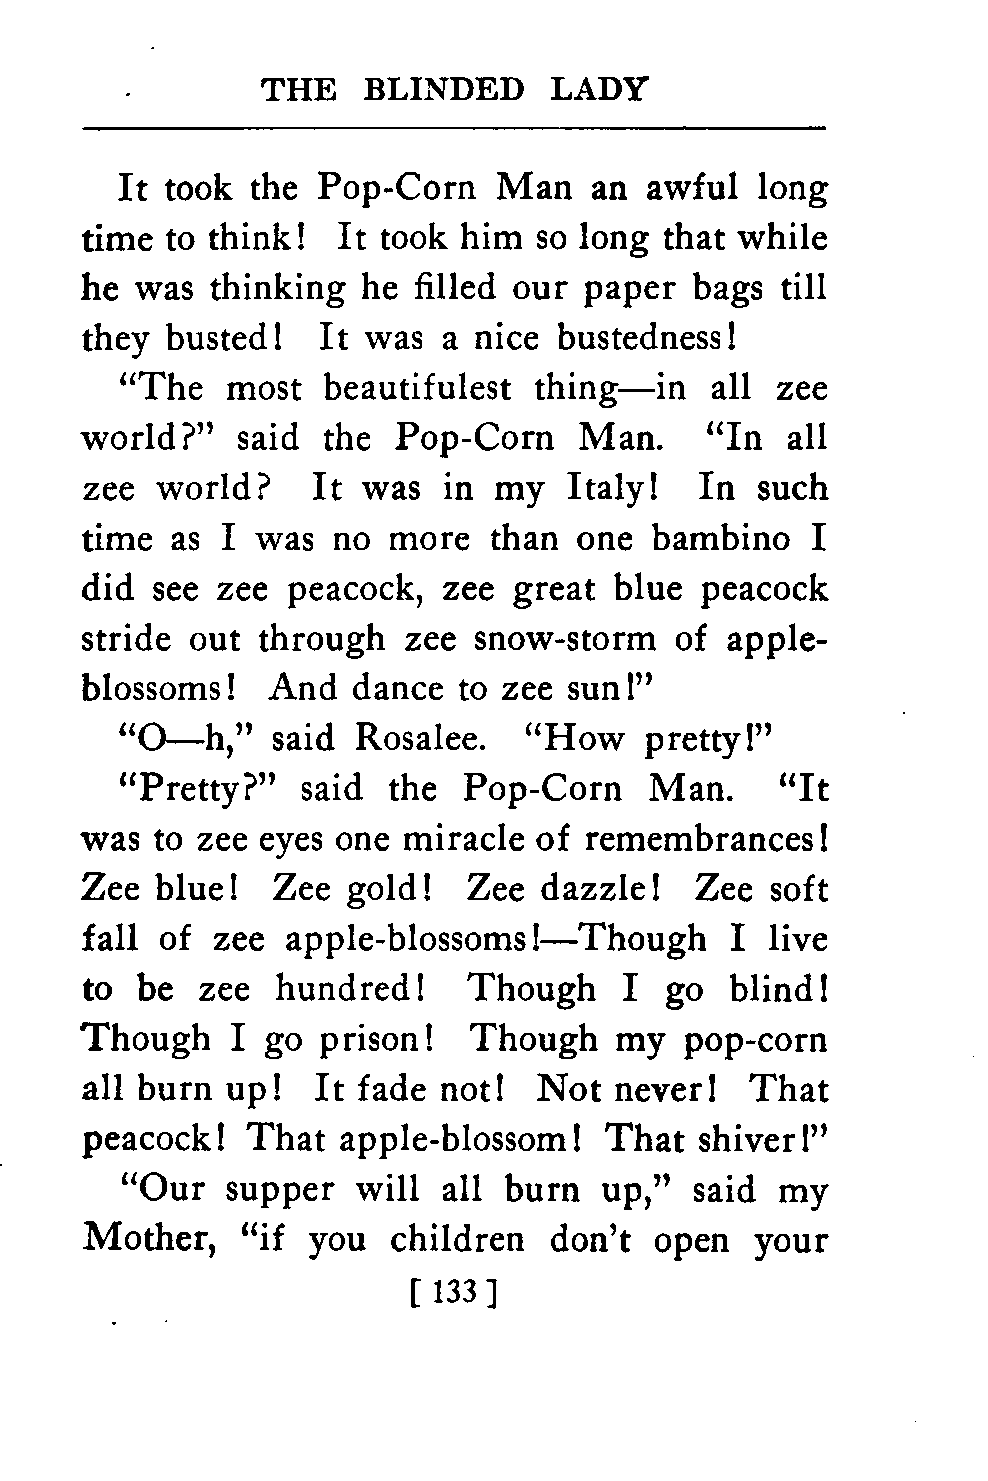 THE BLINDED LADY
It took the Pop-Corn Man an awful long
time to think! It took him so long that while
he was thinking he filled our paper bags till
they busted! It was a nice bustedness!
“The most beautifulest thing—in all zee
world?” said the Pop-Corn Man. “In all
zee world? It was in my Italy! In such
time as I was no more than one bambino I
did see zee peacock, zee great blue peacock
stride out through zee snow-storm of apple-
blossoms! And dance to zee sun!”
“O—h,” said Rosalee. “How pretty!”
“Pretty?” said the Pop-Corn Man. “It
was to zee eyes one miracle of remembrances!
Zee blue! Zee gold! Zee dazzle! Zee soft
fall of zee apple-blossoms!—Though I live
to be zee hundred! Though I go blind!
Though I go prison! Though my pop-corn
all burn up! It fade not! Not never! That
peacock! That apple-blossom! That shiver!”
“Our supper will all burn up,” said my
Mother, “if you children don’t open your
[ 133 ]